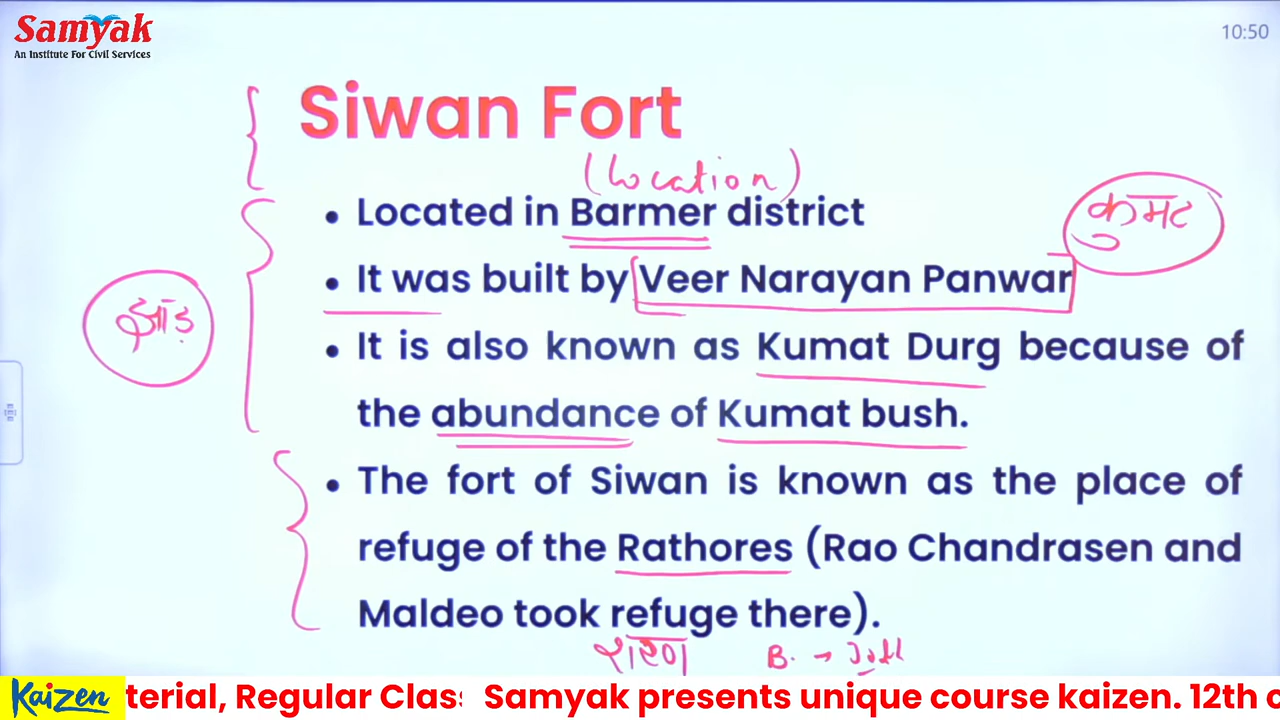 Samyak
An Institute For Civil Services
10:50
Siwan Fort
(Location)
• Located in Barmer district
कुमट
• It was built by Veer Narayan Panwar
झाड़
• It is also known as Kumat Durg because of
the abundance of Kumat bush.
• The fort of Siwan is known as the place of
refuge of the Rathores (Rao Chandrasen and
Maldeo took refuge there).
शरण B. →
Kaizen terial, Regular Clas Samyak presents unique course kaizen. 12th